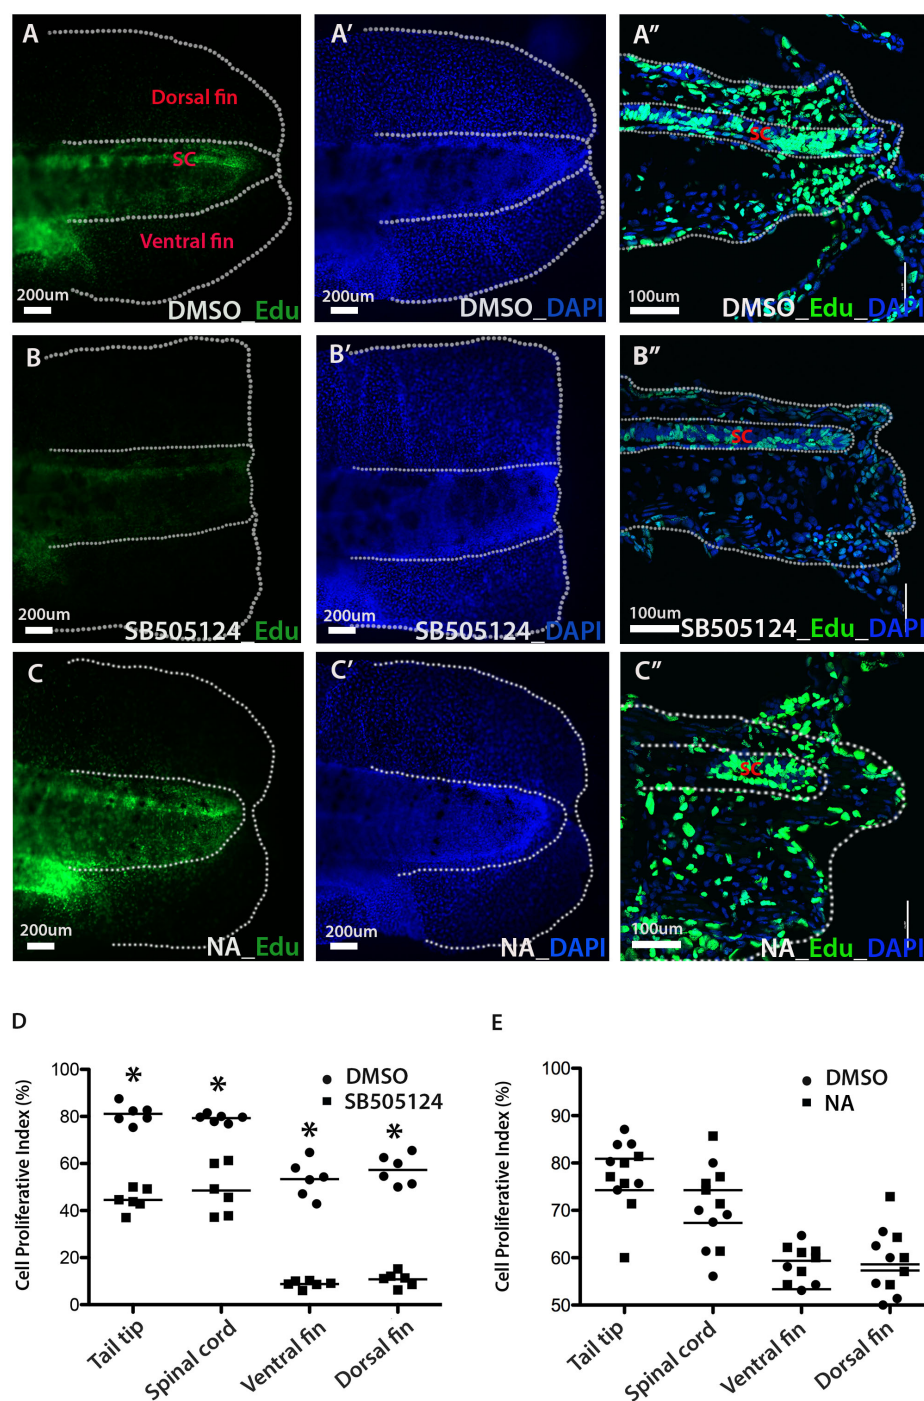 A
Dorsal fin
SC
Ventral fin
200um
DMSO_Edu
A′
200um
DMSO_DAPI
A″
SC
100um
DMSO_Edu_DAPI
B
200um
SB505124_Edu
B′
200um
SB505124_DAPI
B″
SC
100um
SB505124_Edu_DAPI
C
200um
NA_Edu
C′
200um
NA_DAPI
C″
SC
100um
NA_Edu_DAPI
D
Cell Proliferative Index (%)
100
80
60
40
20
0
* * * *
DMSO
SB505124
Tail tip
Spinal cord
Ventral fin
Dorsal fin
E
Cell Proliferative Index (%)
100
90
80
70
60
50
DMSO
NA
Tail tip
Spinal cord
Ventral fin
Dorsal fin